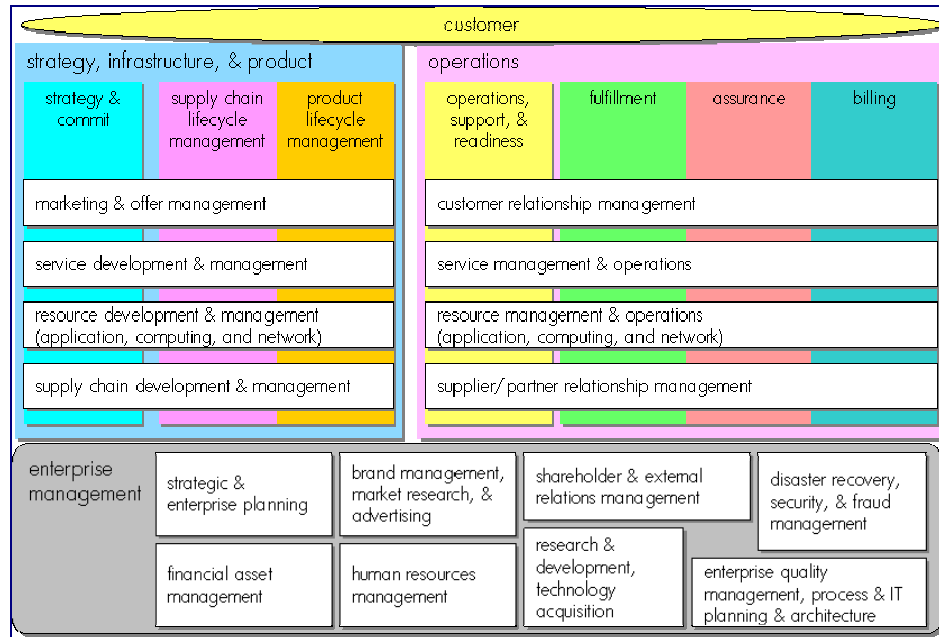 customer
strategy, infrastructure, & product
strategy &
commit
supply chain
lifecycle
management
product
lifecycle
management
marketing & offer management
service development & management
resource development & management
(application, computing, and network)
supply chain development & management
operations
operations,
support, &
readiness
fulfillment
assurance
billing
customer relationship management
service management & operations
resource management & operations
(application, computing, and network)
supplier/partner relationship management
enterprise
management
strategic &
enterprise planning
brand management,
market research, &
advertising
shareholder & external
relations management
disaster recovery,
security, & fraud
management
financial asset
management
human resources
management
research &
development,
technology
acquisition
enterprise quality
management, process & IT
planning & architecture